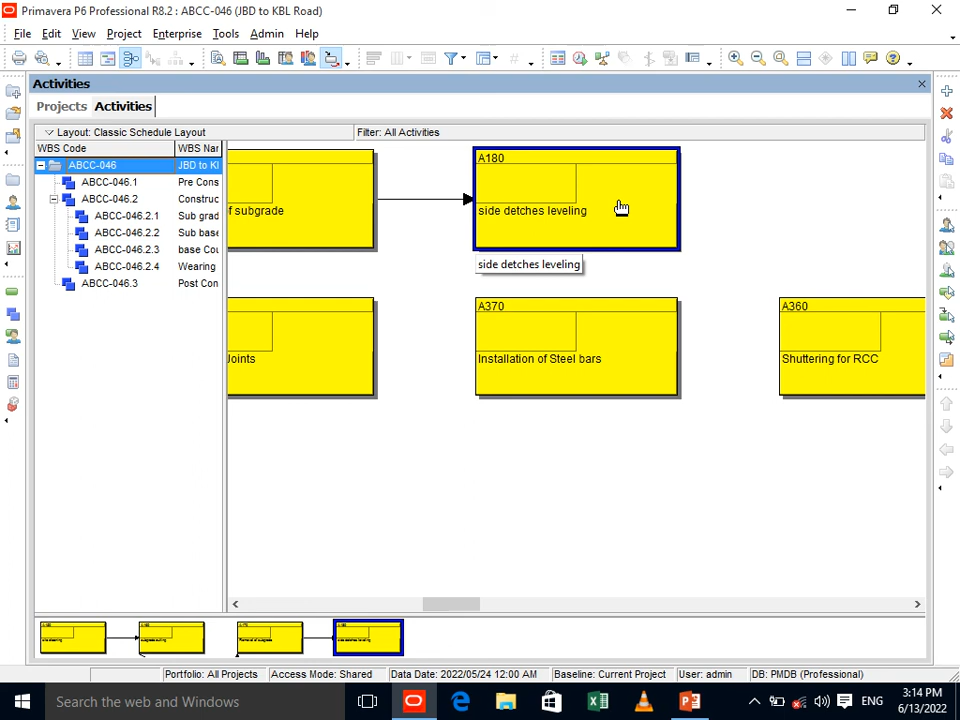 Primavera P6 Professional R8.2 : ABCC-046 (JBD to KBL Road)
File Edit View Project Enterprise Tools Admin Help
Activities
Projects Activities
Layout: Classic Schedule Layout Filter: All Activities
WBS Code WBS Nar
ABCC-046 JBD to KI
ABCC-046.1 Pre Cons
ABCC-046.2 Construc
ABCC-046.2.1 Sub grad
ABCC-046.2.2 Sub base
ABCC-046.2.3 base Cou
ABCC-046.2.4 Wearing
ABCC-046.3 Post Con
A180
of subgrade
side detches leveling
side detches leveling
A370
A360
Joints
Installation of Steel bars
Shuttering for RCC
Portfolio: All Projects Access Mode: Shared Data Date: 2022/05/24 12:00 AM Baseline: Current Project User: admin DB: PMDB (Professional)
Search the web and Windows
ENG
3:14 PM
6/13/2022